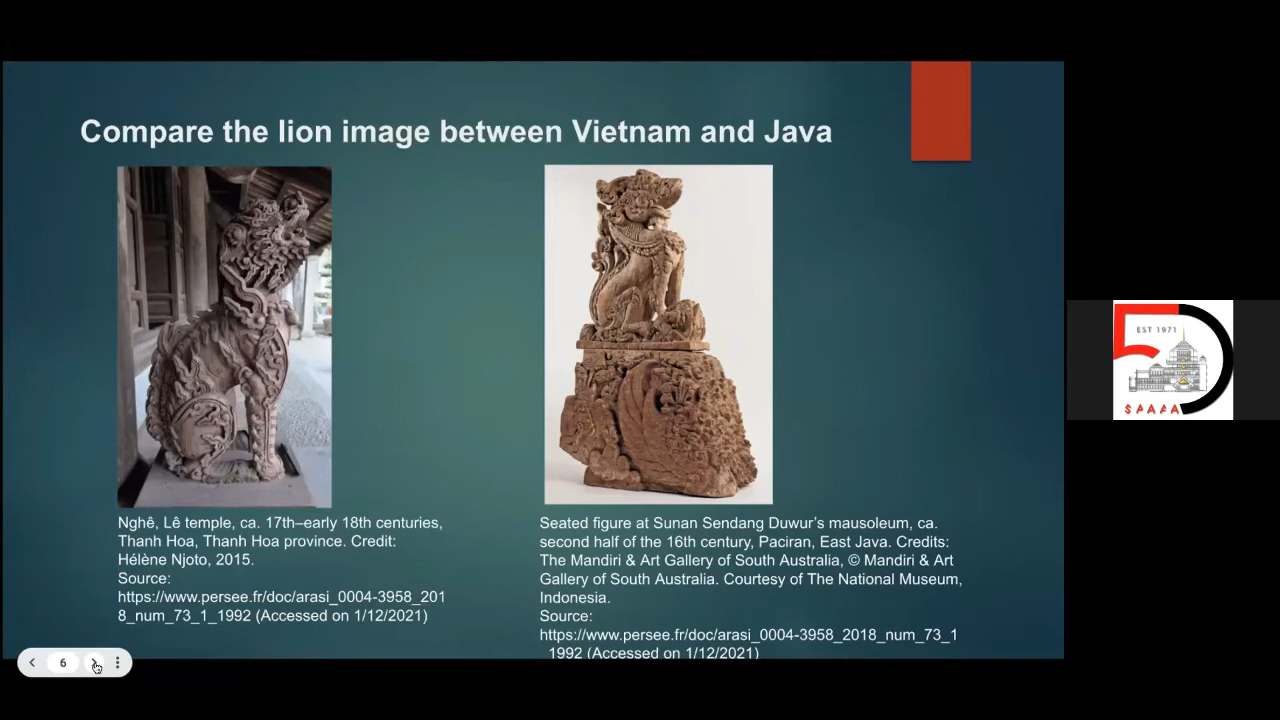 Compare the lion image between Vietnam and Java
Nghê, Lê temple, ca. 17th–early 18th centuries,
Thanh Hoa, Thanh Hoa province. Credit:
Hélène Njoto, 2015.
Source:
https://www.persee.fr/doc/arasi_0004-3958_201
8_num_73_1_1992 (Accessed on 1/12/2021)
Seated figure at Sunan Sendang Duwur’s mausoleum, ca.
second half of the 16th century, Paciran, East Java. Credits:
The Mandiri & Art Gallery of South Australia, © Mandiri & Art
Gallery of South Australia. Courtesy of The National Museum,
Indonesia.
Source:
https://www.persee.fr/doc/arasi_0004-3958_2018_num_73_1
_1992 (Accessed on 1/12/2021)
6
EST 1971
SPAFA